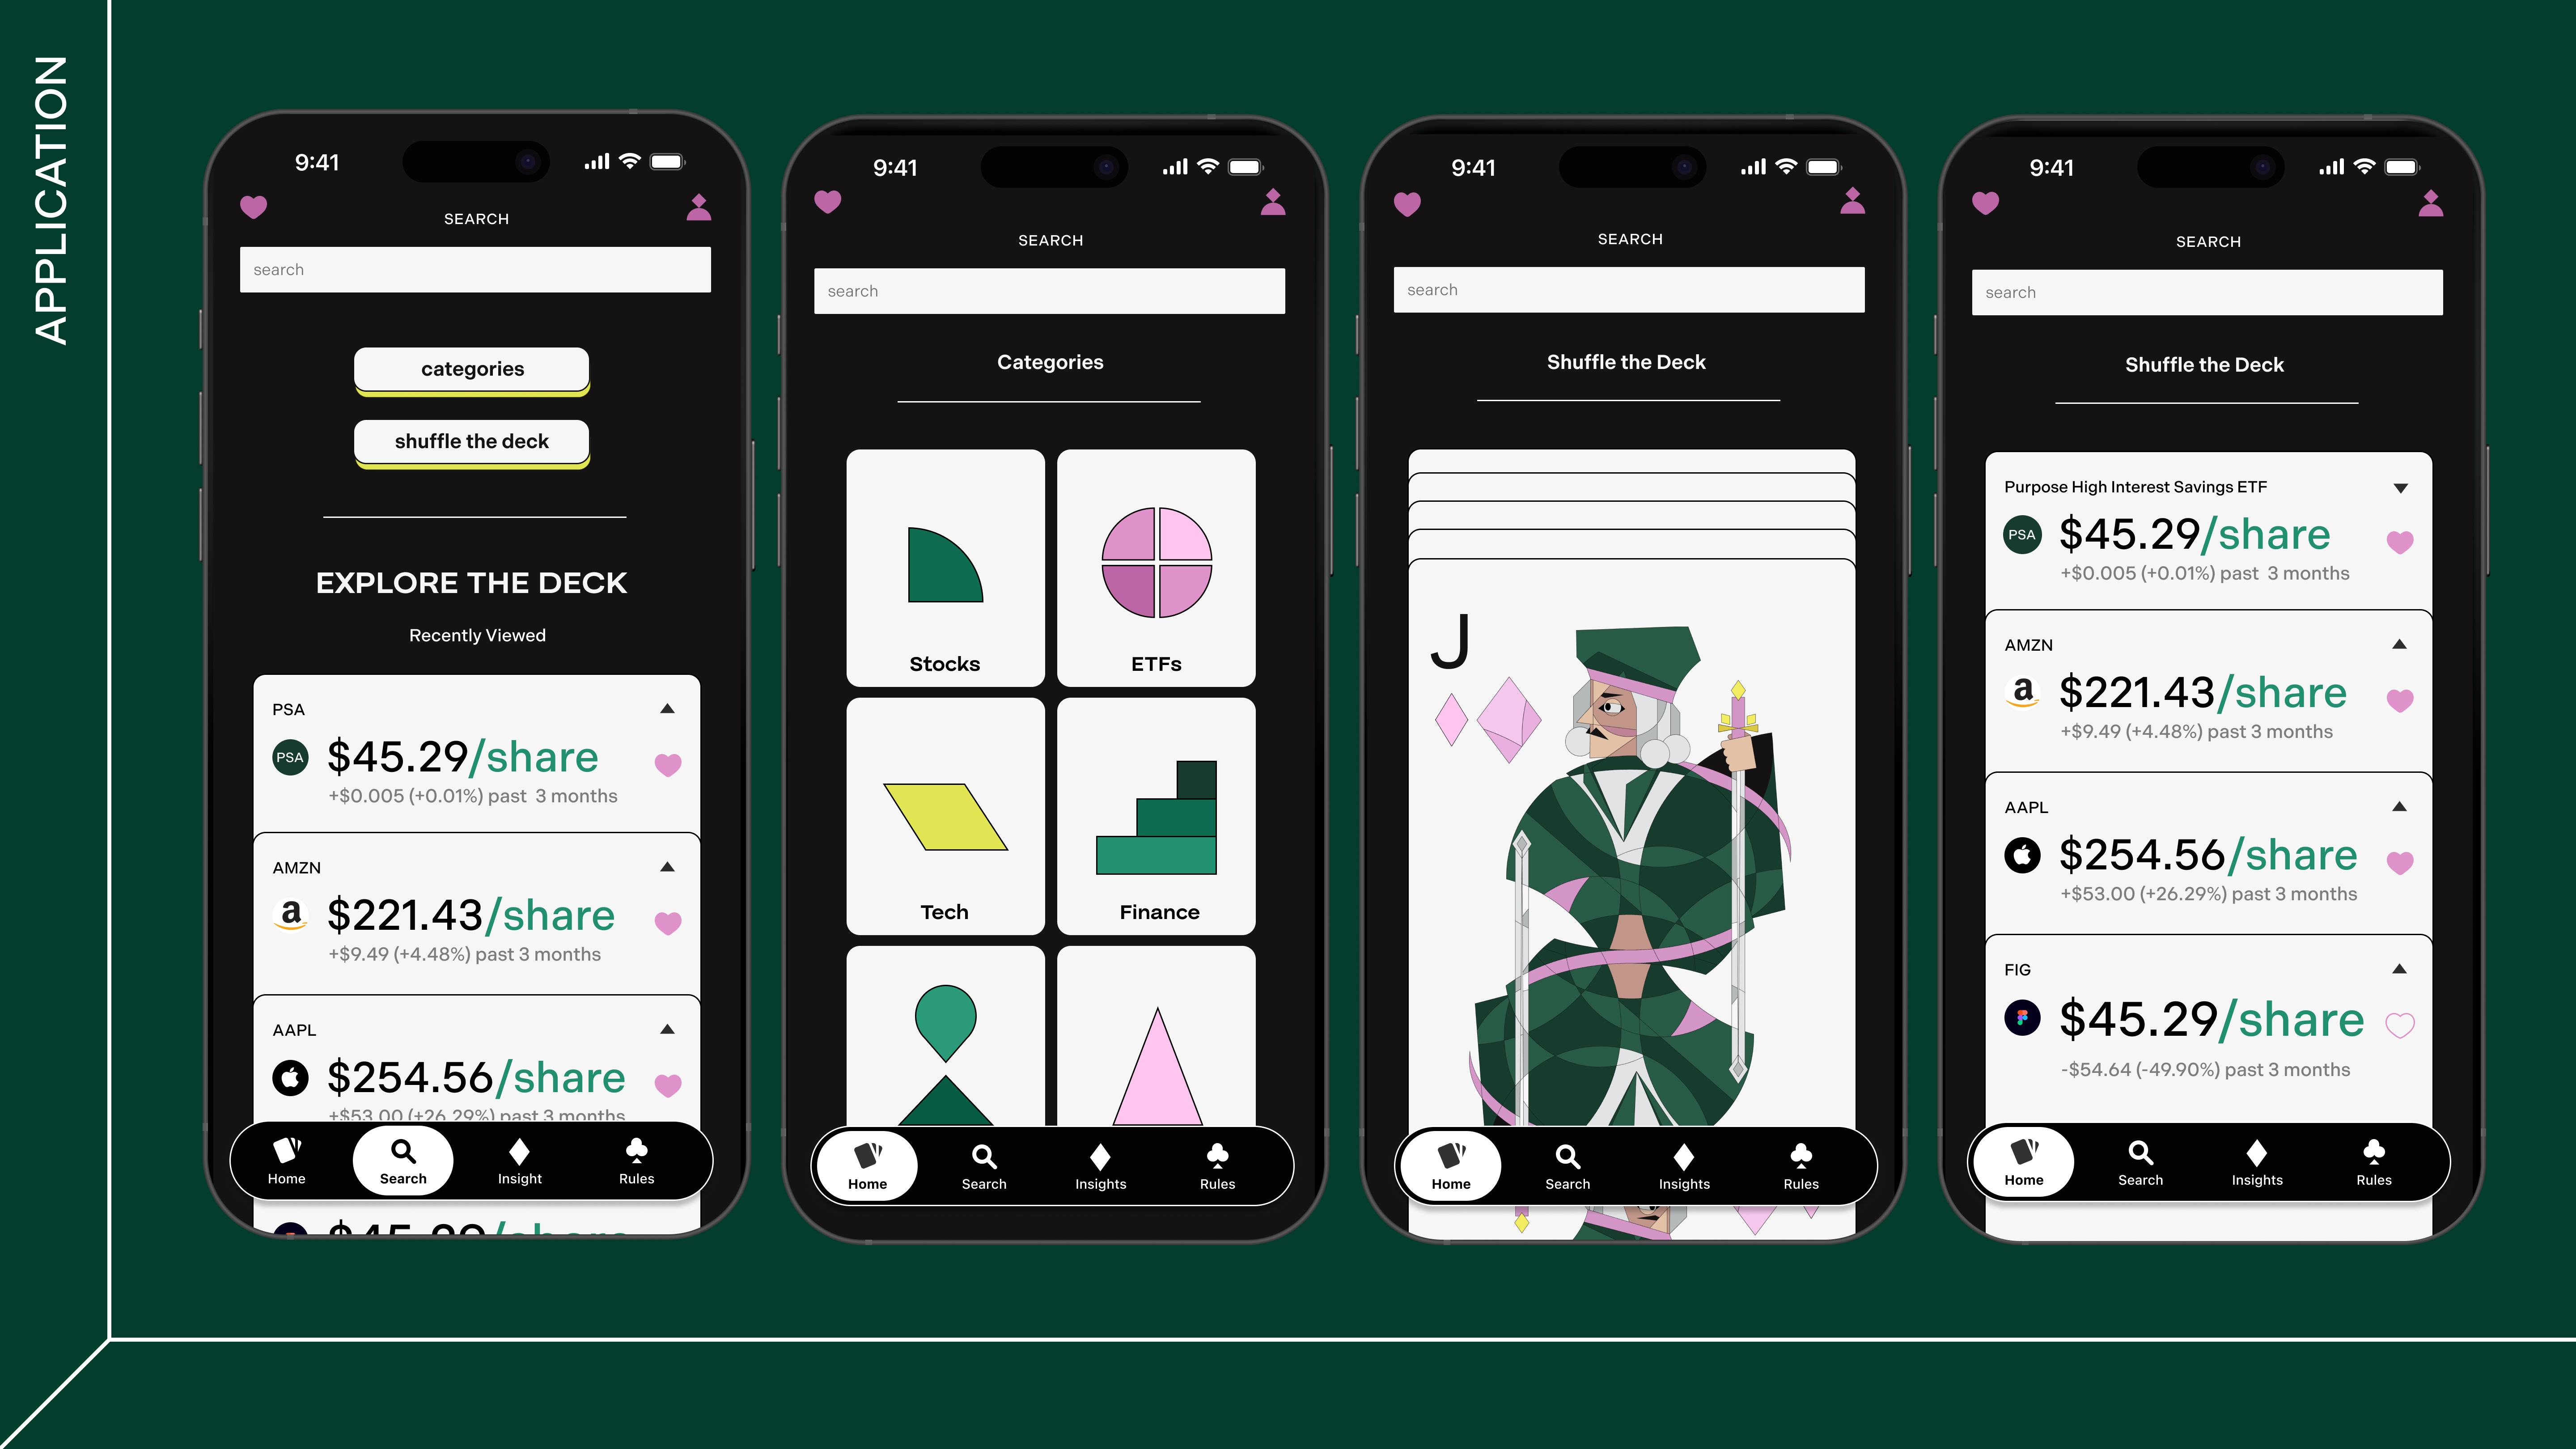 APPLICATION
9:41
SEARCH
search
categories
shuffle the deck
EXPLORE THE DECK
Recently Viewed
PSA
PSA
$45.29/share
+$0.005 (+0.01%) past  3 months
AMZN
a
$221.43/share
+$9.49 (+4.48%) past 3 months
AAPL
$254.56/share
+$53.00 (+26.29%) past 3 months
Home
Search
Insight
Rules
$45.29/share
9:41
SEARCH
search
Categories
Stocks
ETFs
Tech
Finance
Home
Search
Insights
Rules
9:41
SEARCH
search
Shuffle the Deck
J
Home
Search
Insights
Rules
9:41
SEARCH
search
Shuffle the Deck
Purpose High Interest Savings ETF
PSA
$45.29/share
+$0.005 (+0.01%) past  3 months
AMZN
a
$221.43/share
+$9.49 (+4.48%) past 3 months
AAPL
$254.56/share
+$53.00 (+26.29%) past 3 months
FIG
$45.29/share
-$54.64 (-49.90%) past 3 months
Home
Search
Insights
Rules